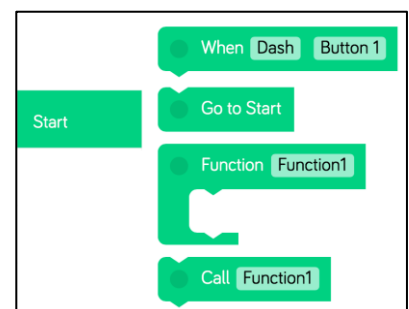 When Dash Button 1
Start
Go to Start
Function Function1
Call Function1